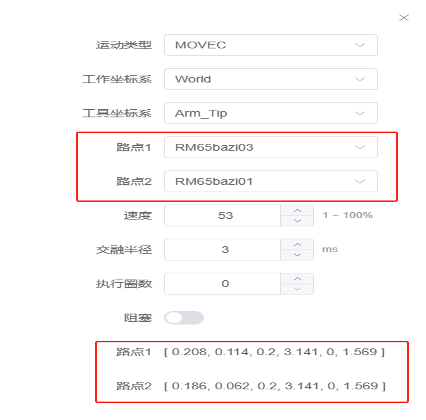 运动类型 MOVEC
工作坐标系 World
工具坐标系 Arm_Tip
路点1 RM65bazi03
路点2 RM65bazi01
速度 53 1 ~ 100%
交融半径 3 ms
执行圈数 0
阻塞
路点1 [ 0.208, 0.114, 0.2, 3.141, 0, 1.569 ]
路点2 [ 0.186, 0.062, 0.2, 3.141, 0, 1.569 ]